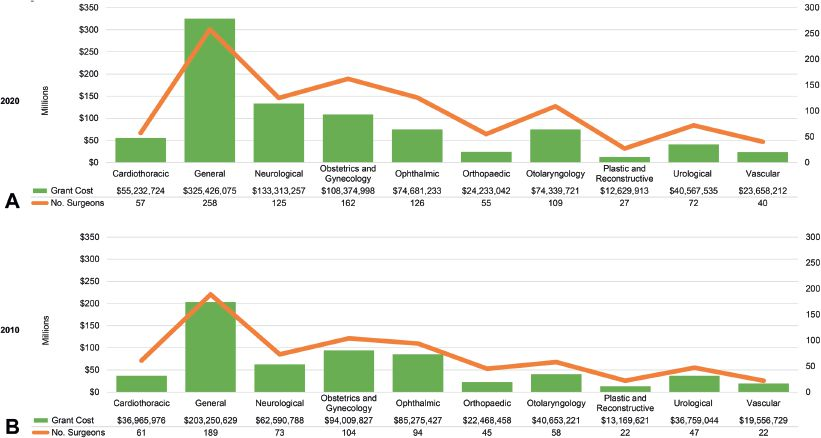 $350 300
$300 250
$250 200
$200
$150 150
$100 100
$50 50
$0 0
2020
Millions
Cardiothoracic General Neurological Obstetrics and Gynecology Ophthalmic Orthopaedic Otolaryngology Plastic and Reconstructive Urological Vascular
Grant Cost $55,232,724 $325,426,075 $133,313,257 $108,374,998 $74,681,233 $24,233,042 $74,339,721 $12,629,913 $40,567,535 $23,658,212
No. Surgeons 57 258 125 162 126 55 109 27 72 40
A
$350 300
$300 250
$250 200
$200
$150 150
$100 100
$50 50
$0 0
2010
Millions
Cardiothoracic General Neurological Obstetrics and Gynecology Ophthalmic Orthopaedic Otolaryngology Plastic and Reconstructive Urological Vascular
Grant Cost $36,965,976 $203,250,629 $62,590,788 $94,009,827 $85,275,427 $22,468,458 $40,653,221 $13,169,621 $36,759,044 $19,556,729
No. Surgeons 61 189 73 104 94 45 58 22 47 22
B